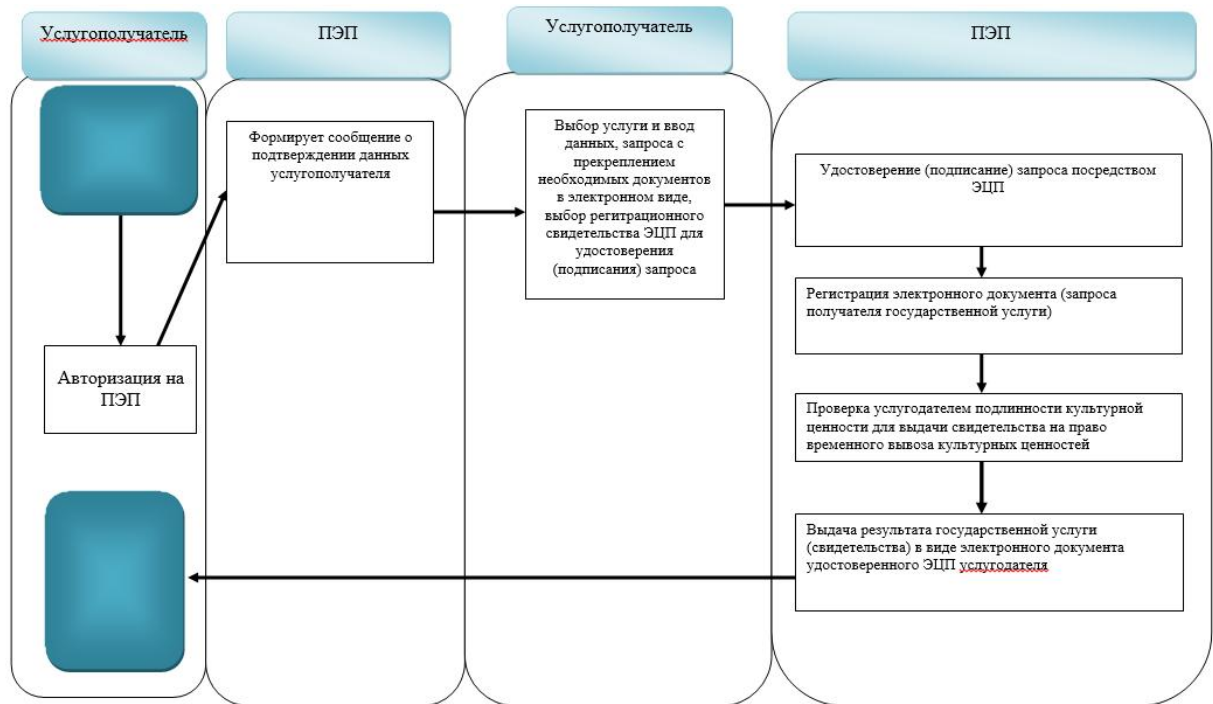 Услугополучатель
ПЭП
Услугополучатель
ПЭП
Авторизация на
ПЭП
Формирует сообщение о
подтверждении данных
услугополучателя
Выбор услуги и ввод
данных, запроса с
прекреплением
необходимых документов
в электронном виде,
выбор регитрационного
свидетельства ЭЦП для
удостоверения
(подписания) запроса
Удостоверение (подписание) запроса посредством
ЭЦП
Регистрация электронного документа (запроса
получателя государственной услуги)
Проверка услугодателем подлинности культурной
ценности для выдачи свидетельства на право
временного вывоза культурных ценностей
Выдача результата государственной услуги
(свидетельства) в виде электронного документа
удостоверенного ЭЦП услугодателя